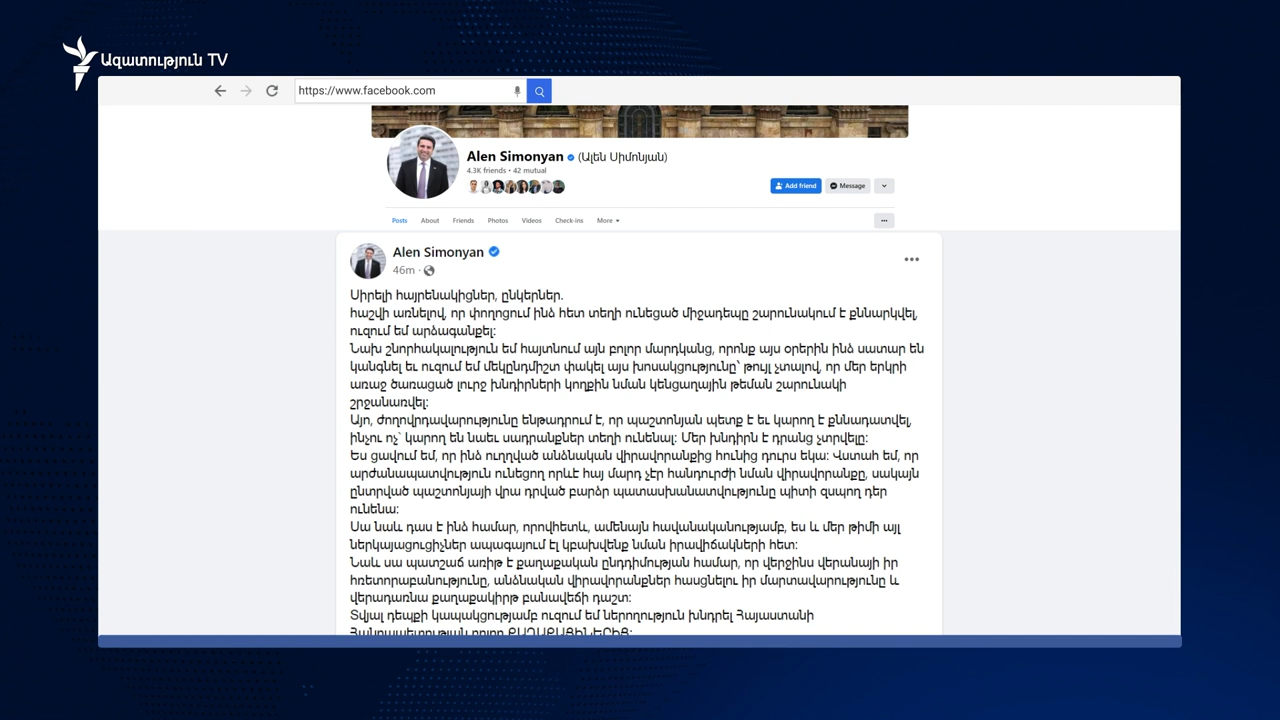 Ազատություն TV
https://www.facebook.com
Alen Simonyan (Ալեն Սիմոնյան)
4.3K friends • 42 mutual
Add friend Message
Posts About Friends Photos Videos Check-ins More
Alen Simonyan
46m ·
Սիրելի հայրենակիցներ, ընկերներ.
հաշվի առնելով, որ փողոցում ինձ հետ տեղի ունեցած միջադեպը շարունակում է քննարկվել,
ուզում եմ արձագանքել:
Նախ շնորհակալություն եմ հայտնում այն բոլոր մարդկանց, որոնք այս օրերին ինձ սատար են
կանգնել եւ ուզում եմ մեկընդմիշտ փակել այս խոսակցությունը՝ թույլ չտալով, որ մեր երկրի
առաջ ծառացած լուրջ խնդիրների կողքին նման կենցաղային թեման շարունակի
շրջանառվել:
Այո, ժողովրդավարությունը ենթադրում է, որ պաշտոնյան պետք է եւ կարող է քննադատվել,
ինչու ոչ՝ կարող են նաեւ սադրանքներ տեղի ունենալ: Մեր խնդիրն է դրանց չտրվելը:
Ես ցավում եմ, որ ինձ ուղղված անձնական վիրավորանքից հունից դուրս եկա: Վստահ եմ, որ
արժանապատվություն ունեցող որևէ հայ մարդ չէր հանդուրժի նման վիրավորանքը, սակայն
ընտրված պաշտոնյայի վրա դրված բարձր պատասխանատվությունը պիտի զսպող դեր
ունենա:
Սա նաև դաս է ինձ համար, որովհետև, ամենայն հավանականությամբ, ես և մեր թիմի այլ
ներկայացուցիչներ ապագայում էլ կբախվենք նման իրավիճակների հետ:
Նաև սա պատշաճ առիթ է քաղաքական ընդդիմության համար, որ վերջինս վերանայի իր
հռետորաբանությունը, անձնական վիրավորանքներ հասցնելու իր մարտավարությունը և
վերադառնա քաղաքակիրթ բանավեճի դաշտ:
Տվյալ դեպքի կապակցությամբ ուզում եմ ներողություն խնդրել Հայաստանի
Հանրապետության բոլոր ՔԱՂԱՔԱՑԻՆԵՐԻՑ: